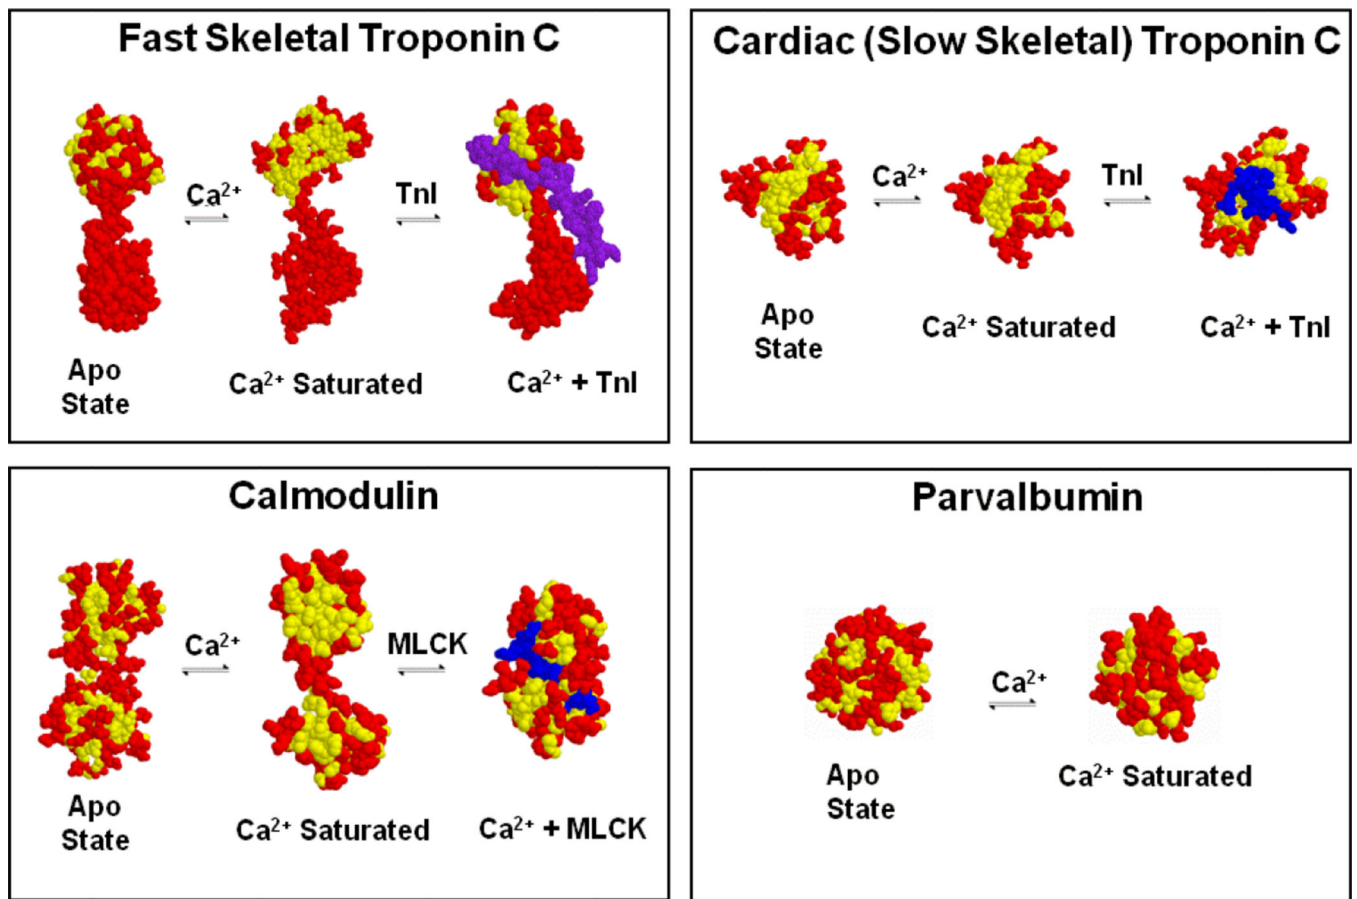 Fast Skeletal Troponin C
Ca²⁺
TnI
Apo
State
Ca²⁺ Saturated
Ca²⁺ + TnI
Cardiac (Slow Skeletal) Troponin C
Ca²⁺
TnI
Apo
State
Ca²⁺ Saturated
Ca²⁺ + TnI
Calmodulin
Ca²⁺
MLCK
Apo
State
Ca²⁺ Saturated
Ca²⁺ + MLCK
Parvalbumin
Ca²⁺
Apo
State
Ca²⁺ Saturated